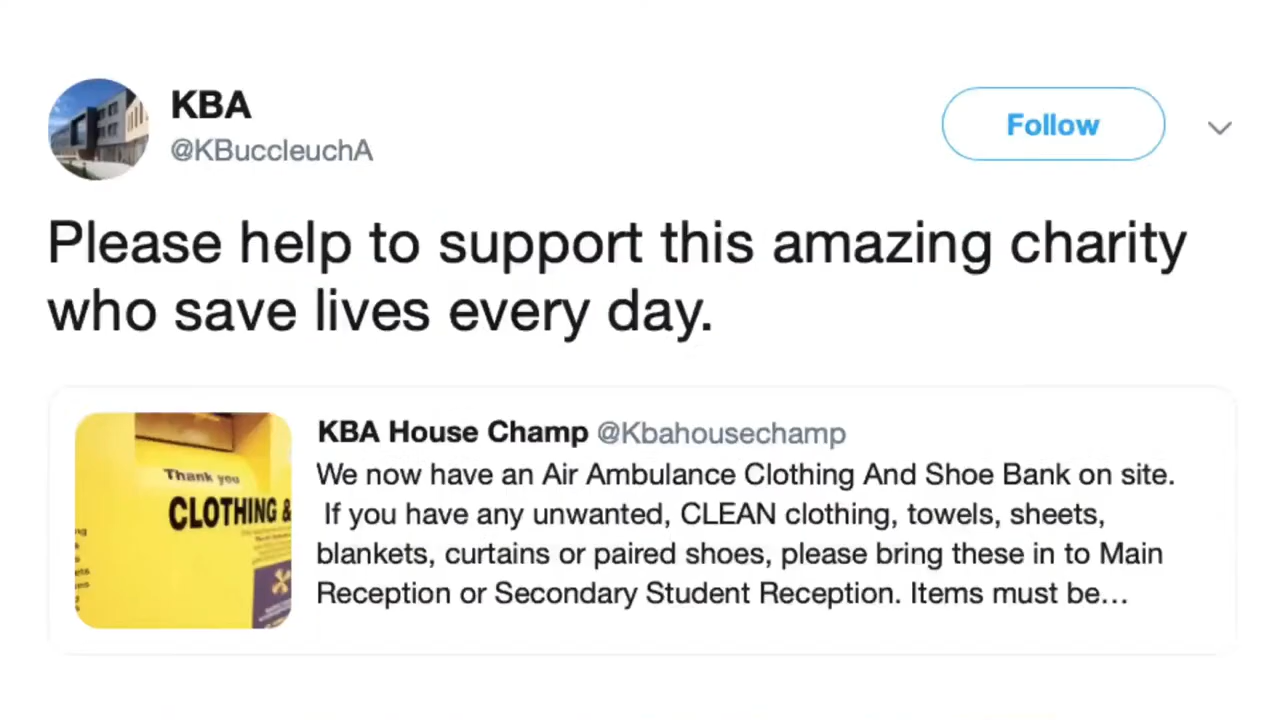 KBA
@KBuccleuchA
Follow
Please help to support this amazing charity
who save lives every day.
Thank you
CLOTHING &
KBA House Champ @Kbahousechamp
We now have an Air Ambulance Clothing And Shoe Bank on site.
If you have any unwanted, CLEAN clothing, towels, sheets,
blankets, curtains or paired shoes, please bring these in to Main
Reception or Secondary Student Reception. Items must be...